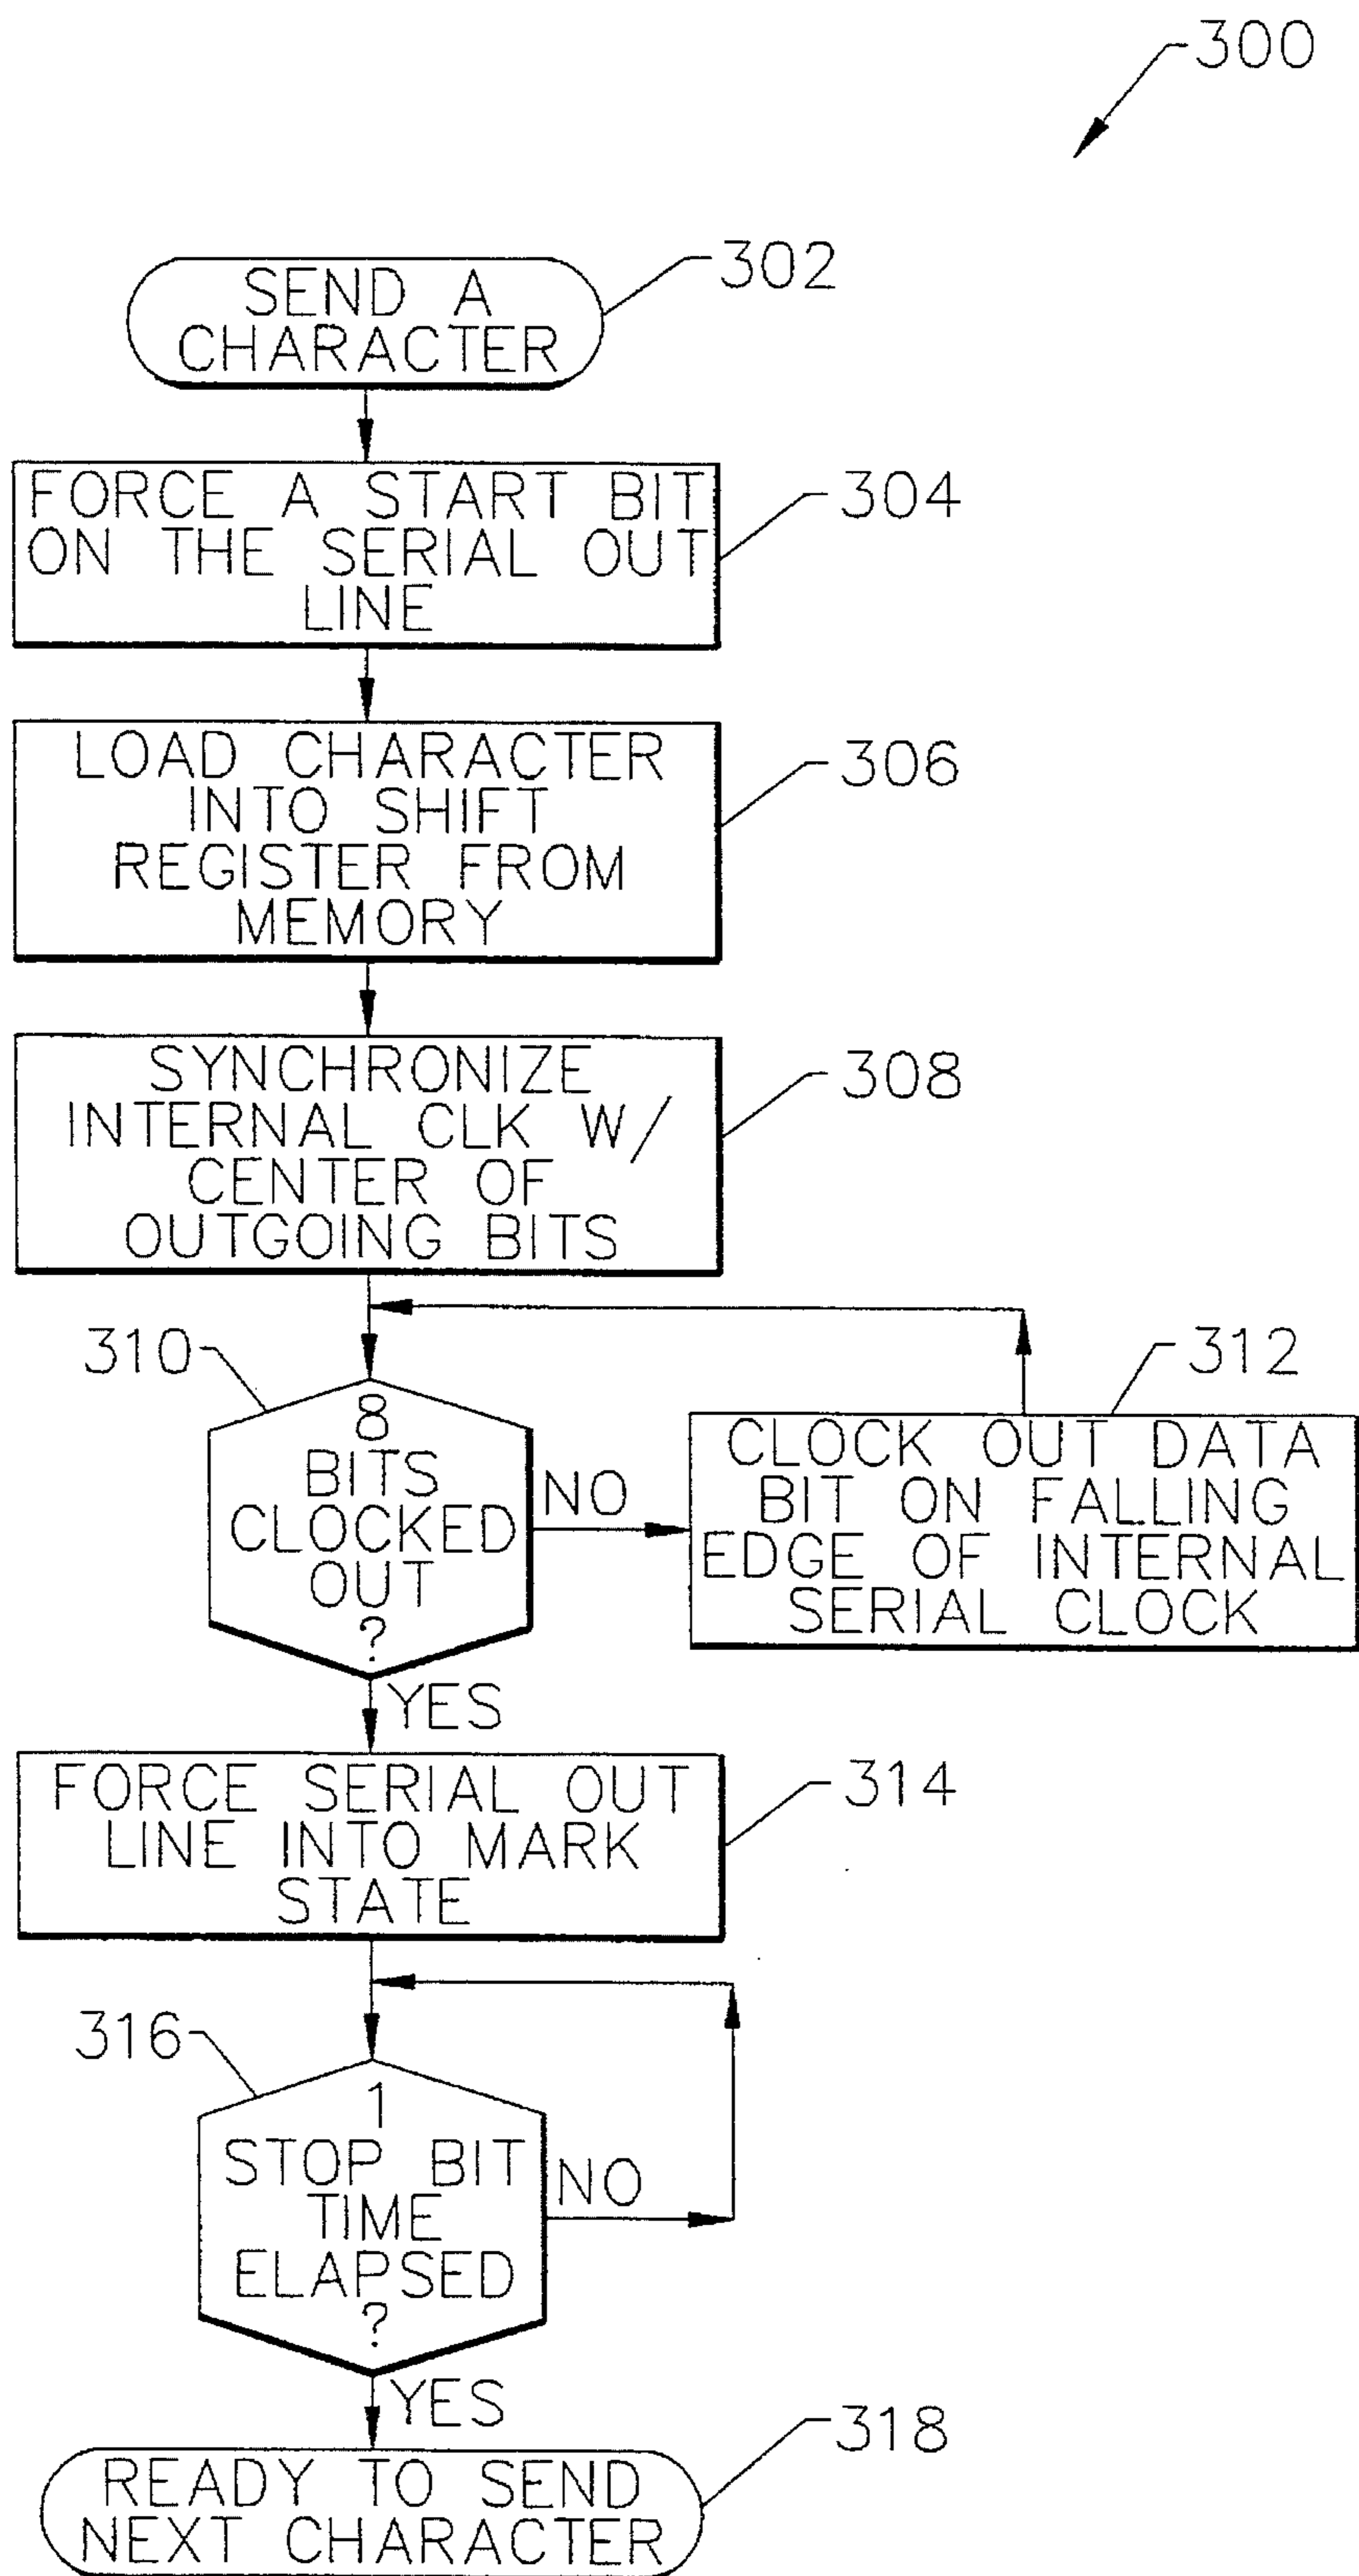 300
302
SEND A
CHARACTER
304
FORCE A START BIT
ON THE SERIAL OUT
LINE
306
LOAD CHARACTER
INTO SHIFT
REGISTER FROM
MEMORY
308
SYNCHRONIZE
INTERNAL CLK W/
CENTER OF
OUTGOING BITS
310
8
BITS
CLOCKED
OUT
?
NO
312
CLOCK OUT DATA
BIT ON FALLING
EDGE OF INTERNAL
SERIAL CLOCK
YES
314
FORCE SERIAL OUT
LINE INTO MARK
STATE
316
1
STOP BIT
TIME
ELAPSED
?
NO
YES
318
READY TO SEND
NEXT CHARACTER